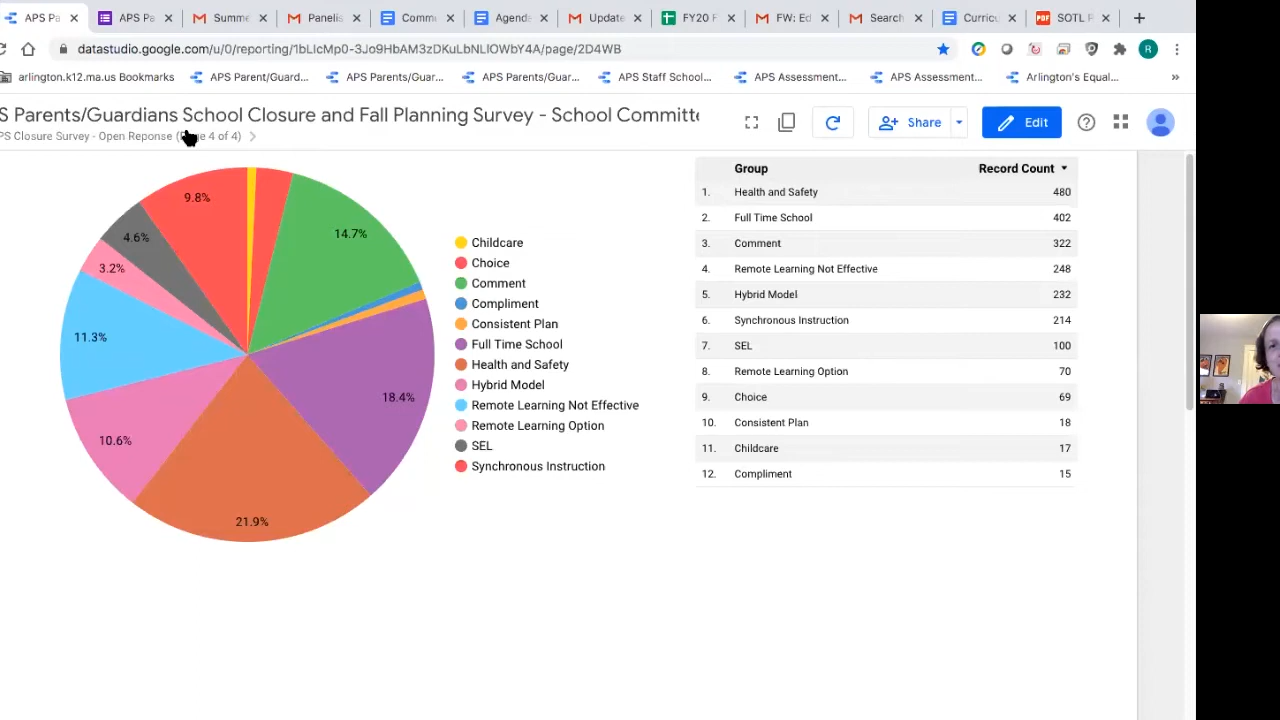 APS Pa
APS Pa
Summe
Panelis
Commu
Agenda
Update
FY20 F
FW: Ed
Search
Curricu
SOTL P
datastudio.google.com/u/0/reporting/1bLIcMp0-3Jo9HbAM3zDKuLbNLlOWbY4A/page/2D4WB
R
arlington.k12.ma.us Bookmarks
APS Parent/Guard...
APS Parents/Guar...
APS Parents/Guar...
APS Staff School...
APS Assessment...
APS Assessment...
Arlington's Equal...
»
S Parents/Guardians School Closure and Fall Planning Survey - School Committe
PS Closure Survey - Open Reponse (Page 4 of 4)
Share
Edit
9.8%
14.7%
4.6%
3.2%
11.3%
18.4%
10.6%
21.9%
Childcare
Choice
Comment
Compliment
Consistent Plan
Full Time School
Health and Safety
Hybrid Model
Remote Learning Not Effective
Remote Learning Option
SEL
Synchronous Instruction
Group Record Count
1. Health and Safety 480
2. Full Time School 402
3. Comment 322
4. Remote Learning Not Effective 248
5. Hybrid Model 232
6. Synchronous Instruction 214
7. SEL 100
8. Remote Learning Option 70
9. Choice 69
10. Consistent Plan 18
11. Childcare 17
12. Compliment 15